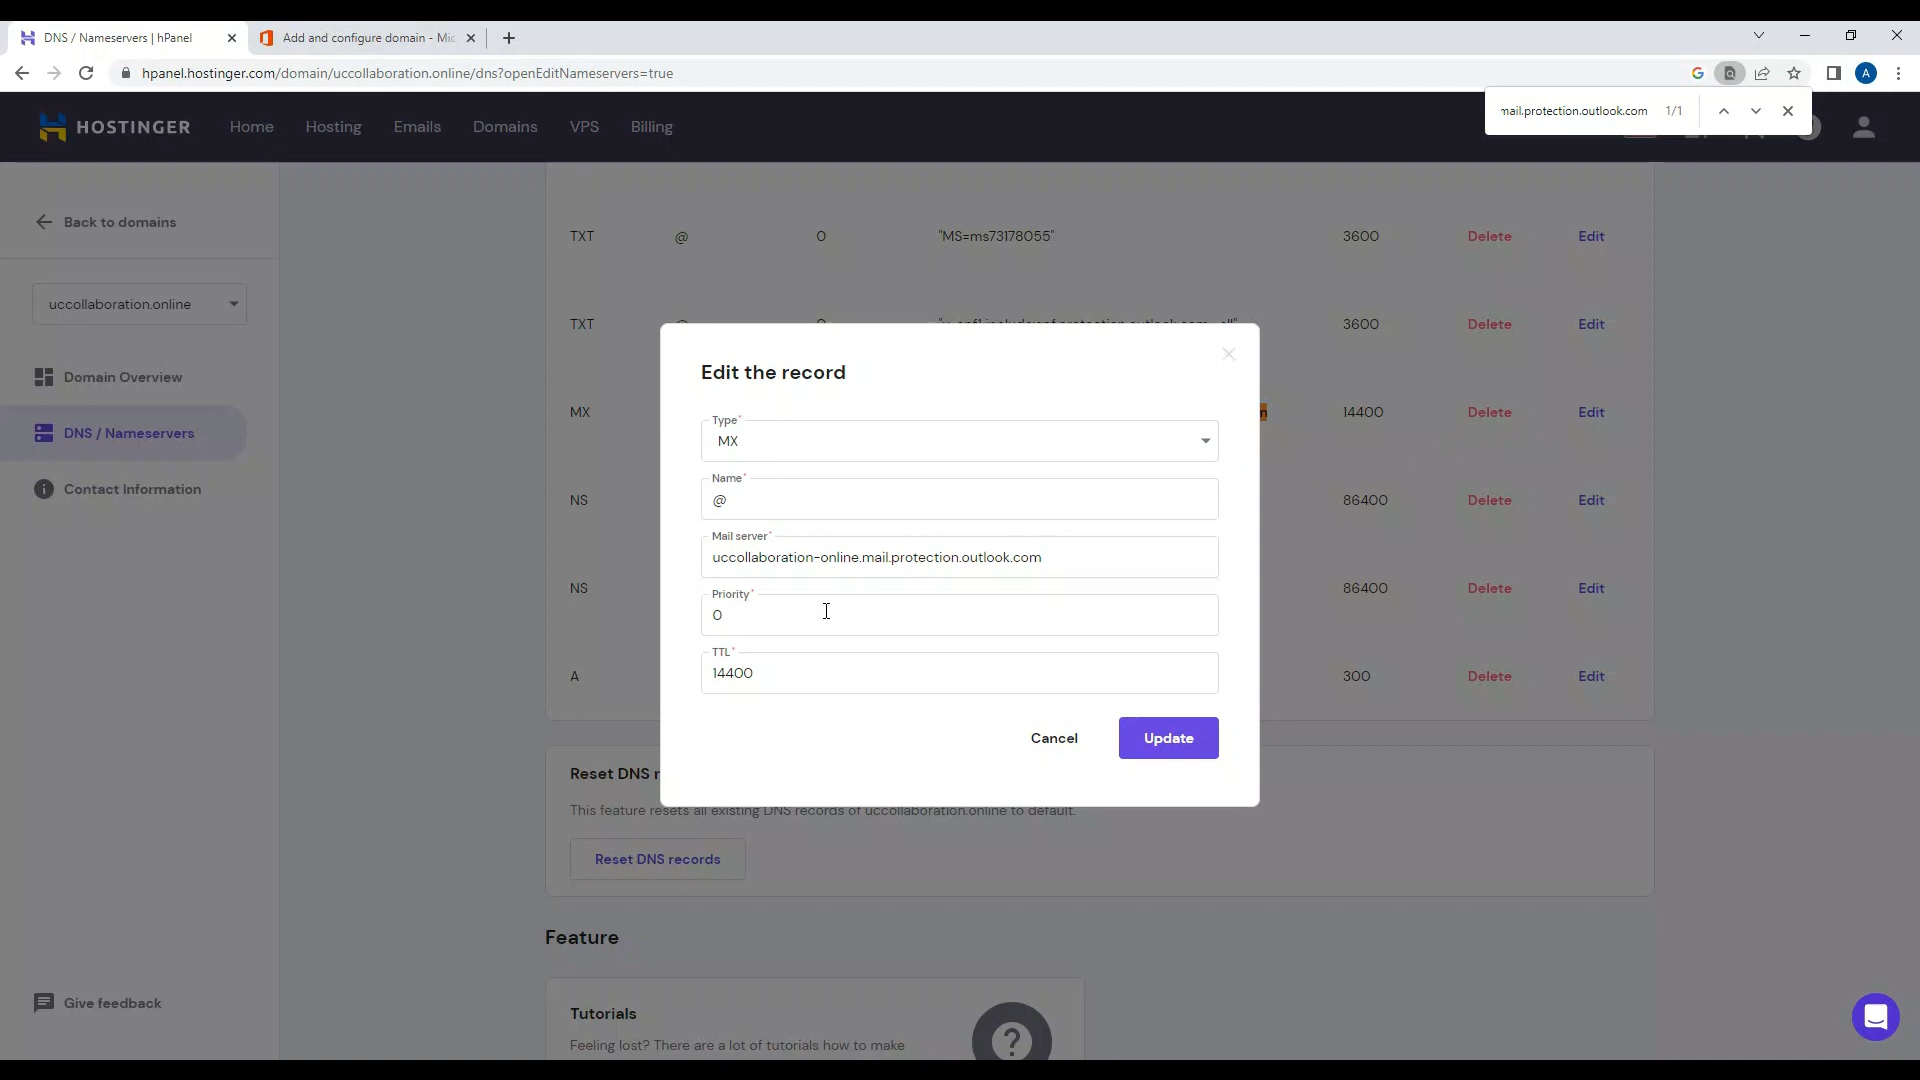 DNS / Nameservers | hPanel
Add and configure domain - Mic
hpanel.hostinger.com/domain/uccollaboration.online/dns?openEditNameservers=true
A
mail.protection.outlook.com 1/1
HOSTINGER
Home
Hosting
Emails
Domains
VPS
Billing
Back to domains
uccollaboration.online
Domain Overview
DNS / Nameservers
Contact Information
Give feedback
TXT @ 0 "MS=ms73178055" 3600 Delete Edit
TXT 3600 Delete Edit
MX 14400 Delete Edit
NS 86400 Delete Edit
NS 86400 Delete Edit
A 300 Delete Edit
Edit the record
Type*
MX
Name*
@
Mail server*
uccollaboration-online.mail.protection.outlook.com
Priority*
0
TTL*
14400
Cancel
Update
Reset DNS r
This feature resets all existing DNS records of uccollaboration.online to default.
Reset DNS records
Feature
Tutorials
Feeling lost? There are a lot of tutorials how to make